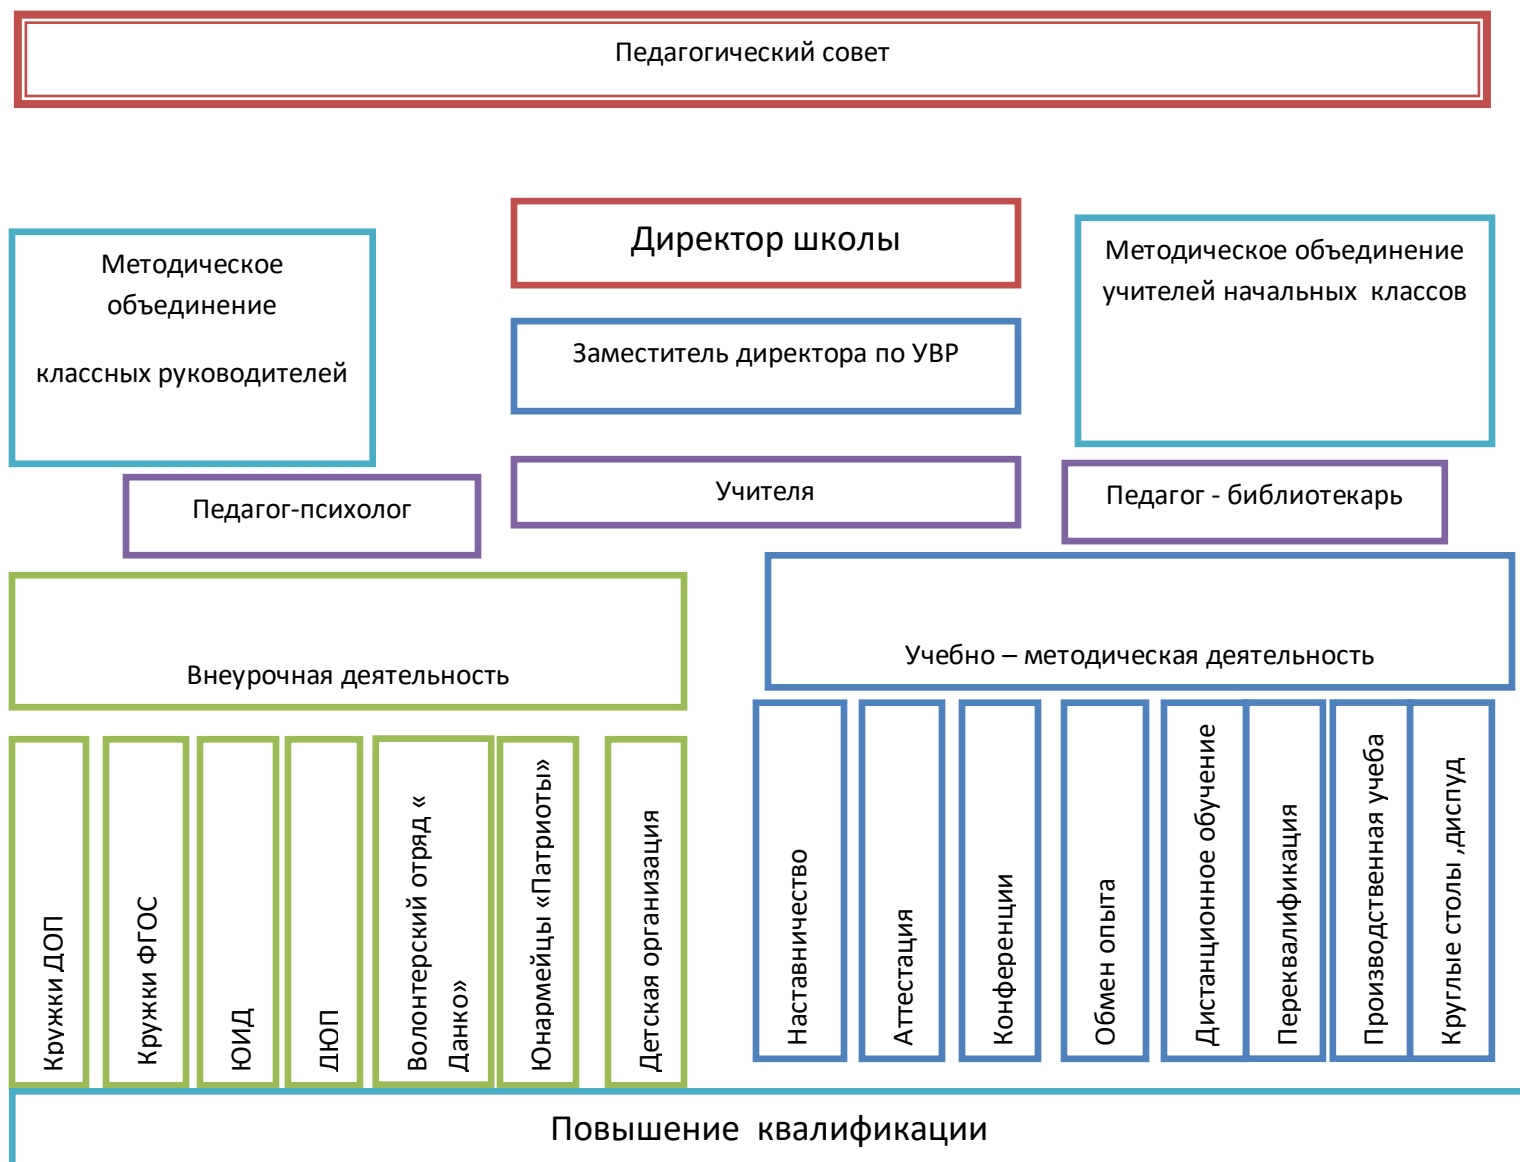 Педагогический совет
Директор школы
Методическое
объединение
классных руководителей
Методическое объединение
учителей начальных  классов
Заместитель директора по УВР
Учителя
Педагог-психолог
Педагог - библиотекарь
Внеурочная деятельность
Учебно – методическая деятельность
Кружки ДОП
Кружки ФГОС
ЮИД
ДЮП
Волонтерский отряд «
Данко»
Юнармейцы «Патриоты»
Детская организация
Наставничество
Аттестация
Конференции
Обмен опыта
Дистанционное обучение
Переквалификация
Производственная учеба
Круглые столы ,диспуд
Повышение  квалификации